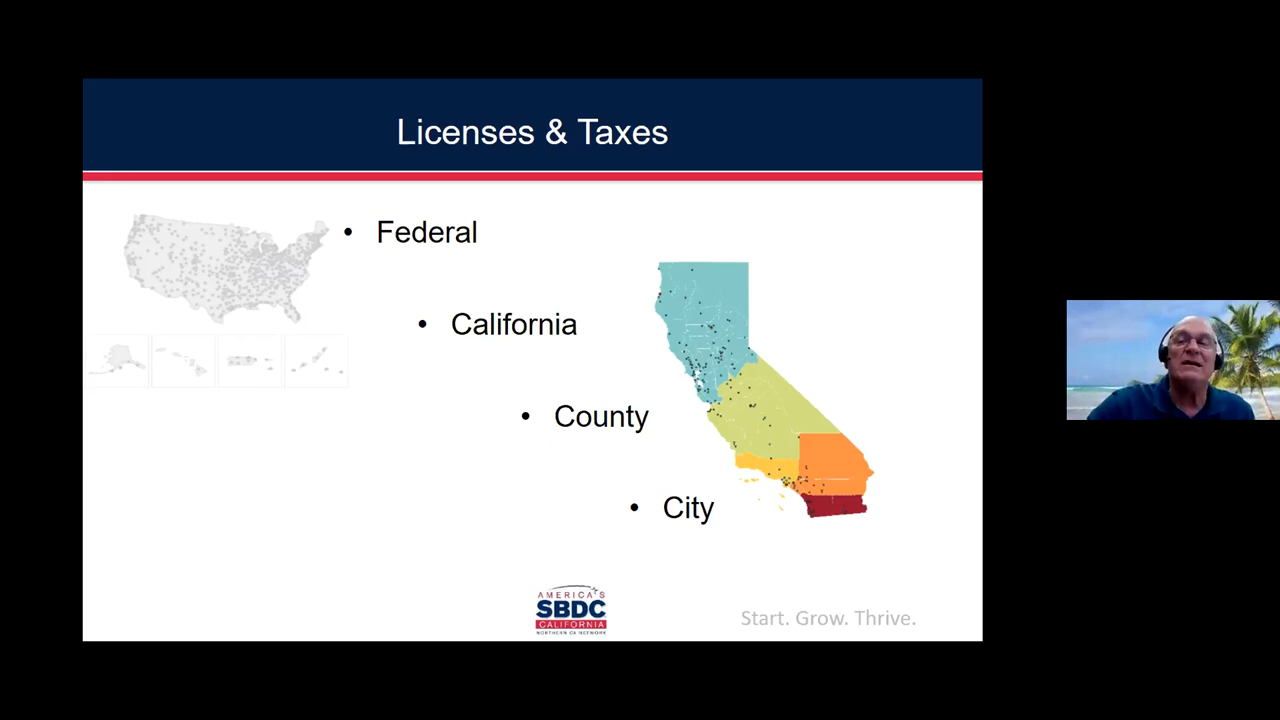 Licenses & Taxes
• Federal
• California
• County
• City
AMERICA'S
SBDC
CALIFORNIA
NORTHERN CA NETWORK
Start. Grow. Thrive.